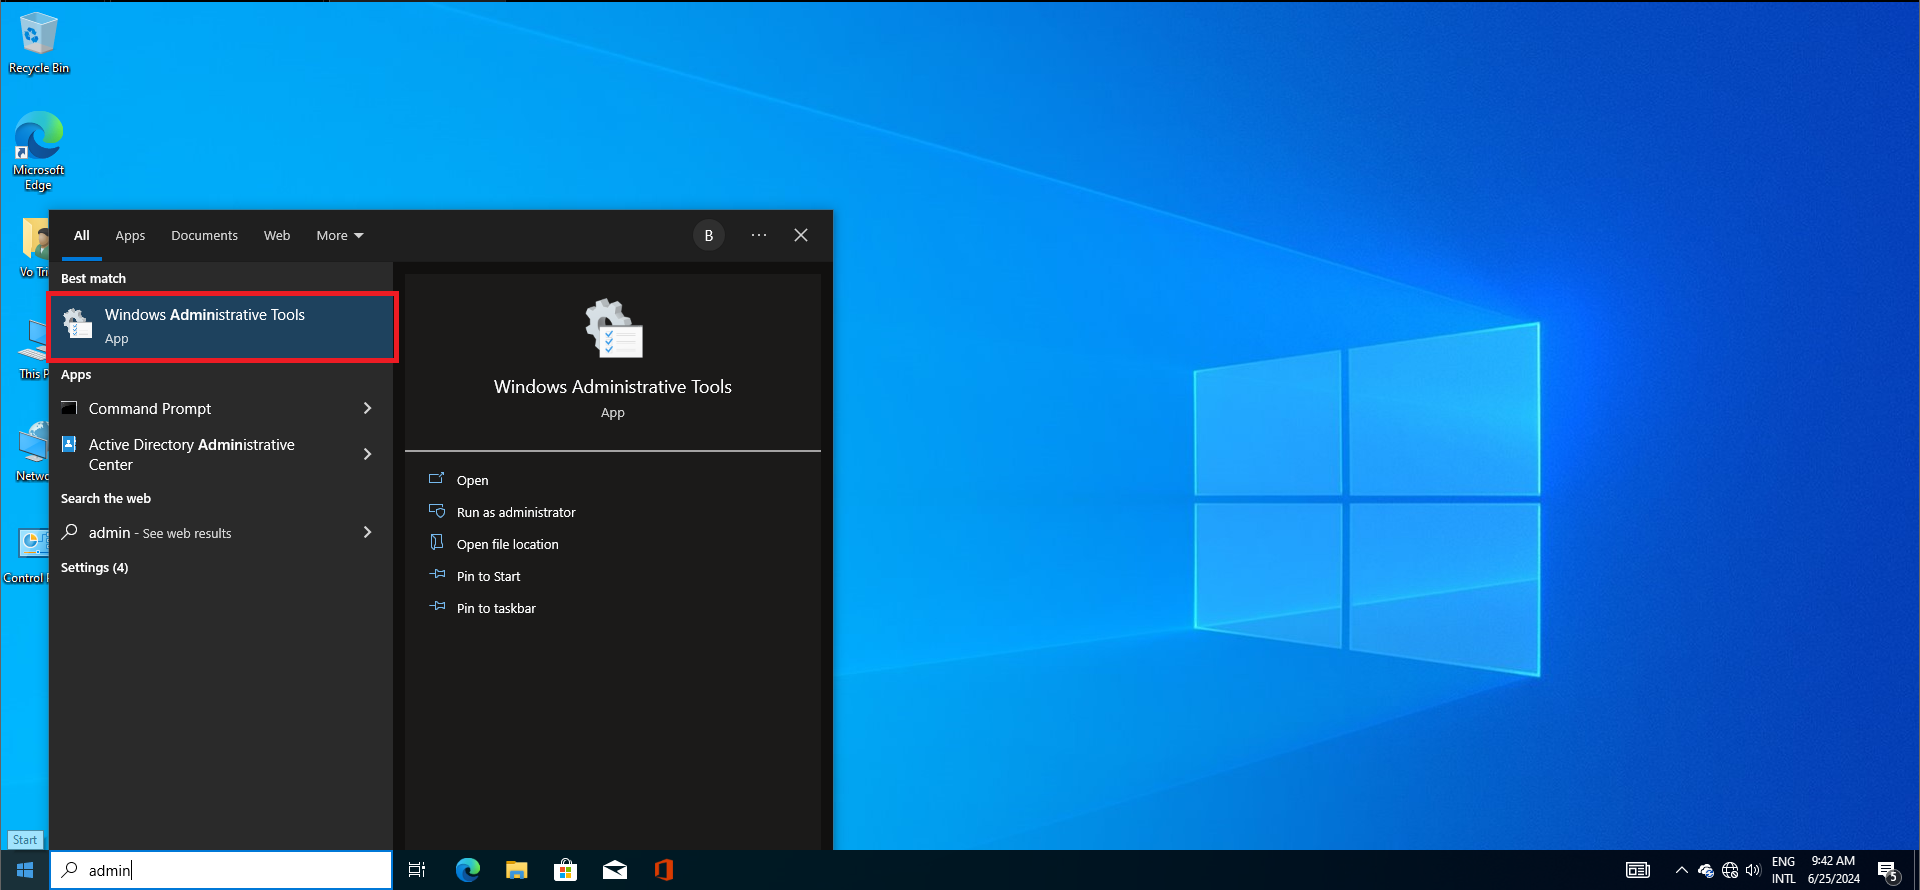 Recycle Bin
Microsoft
Edge
Vo Tri
This P
Netwo
Control
All
Apps
Documents
Web
More
B
Best match
Windows Administrative Tools
App
Apps
Command Prompt
Active Directory Administrative
Center
Search the web
admin - See web results
Settings (4)
Windows Administrative Tools
App
Open
Run as administrator
Open file location
Pin to Start
Pin to taskbar
Start
admin
ENG
INTL
9:42 AM
6/25/2024
5